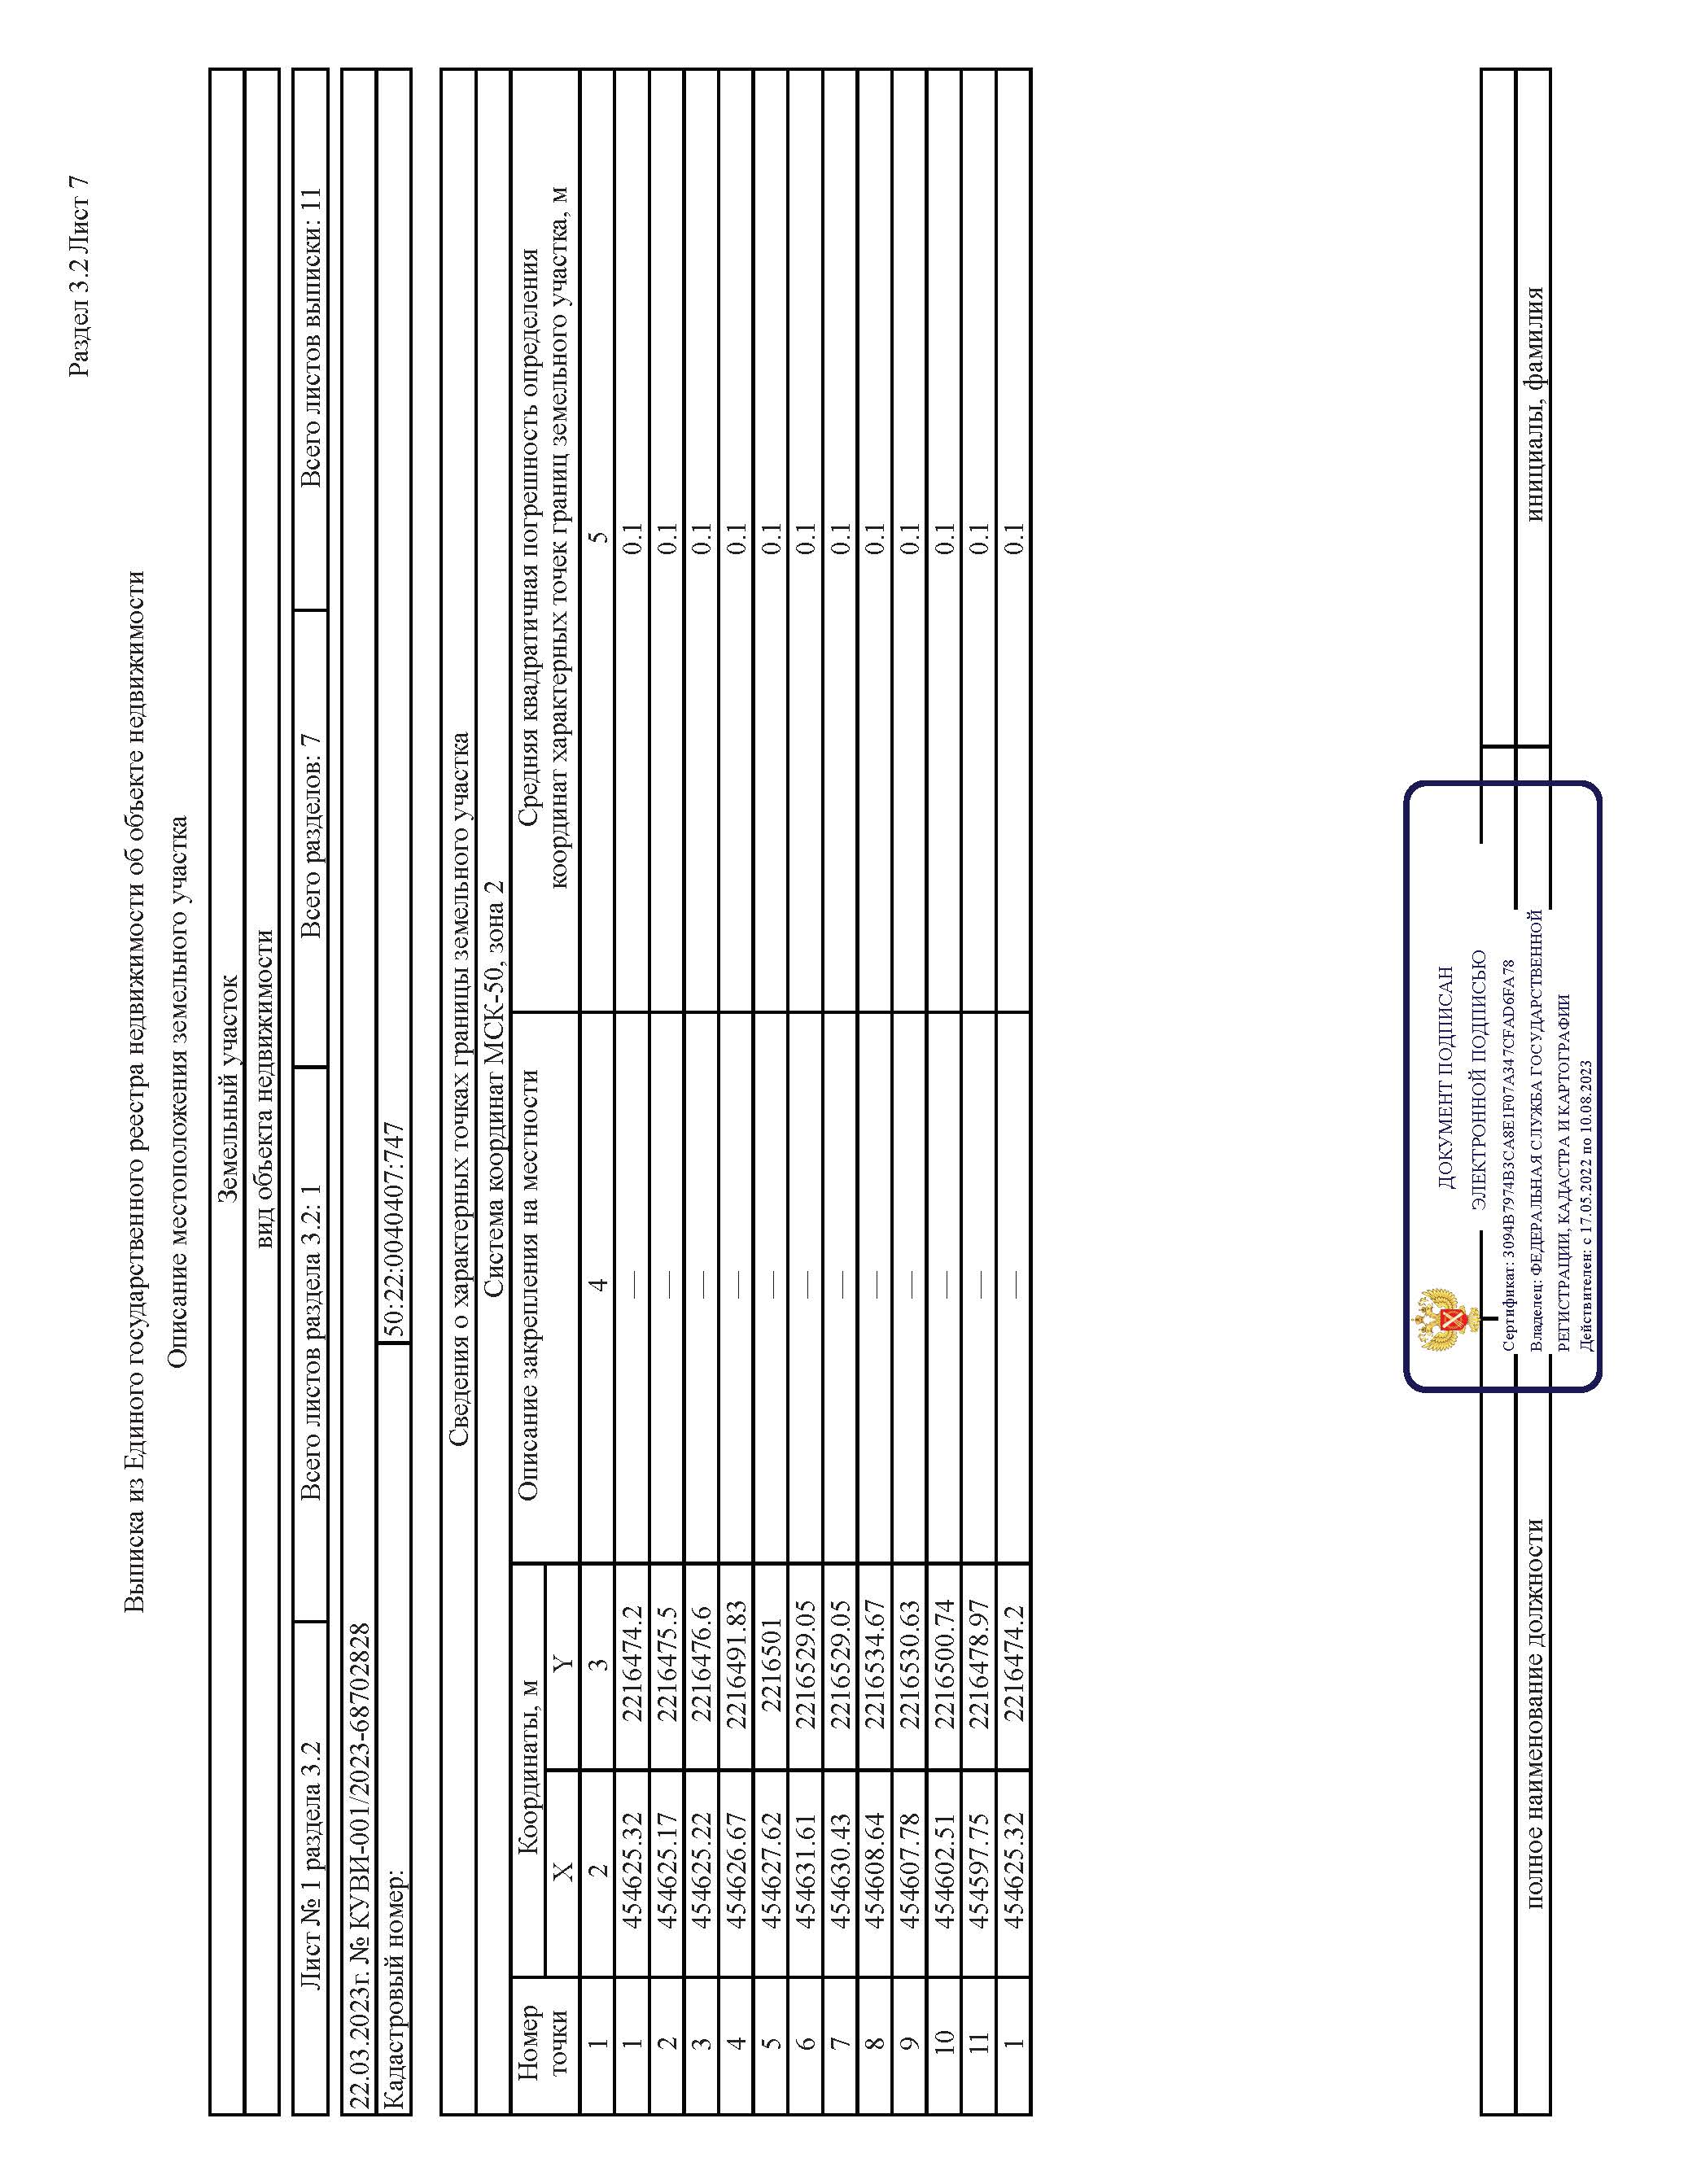 Раздел 3.2 Лист 7
Выписка из Единого государственного реестра недвижимости об объекте недвижимости
Описание местоположения земельного участка
Земельный участок
вид объекта недвижимости
Лист № 1 раздела 3.2 Всего листов раздела 3.2: 1 Всего разделов: 7 Всего листов выписки: 11
22.03.2023г. № КУВИ-001/2023-68702828
Кадастровый номер: 50:22:0040407:747
Сведения о характерных точках границы земельного участка
Система координат МСК-50, зона 2
Номер точки Координаты, м Описание закрепления на местности Средняя квадратичная погрешность определения
координат характерных точек границ земельного участка, м
X Y
1 2 3 4 5
1 454625.32 2216474.2 — 0.1
2 454625.17 2216475.5 — 0.1
3 454625.22 2216476.6 — 0.1
4 454626.67 2216491.83 — 0.1
5 454627.62 2216501 — 0.1
6 454631.61 2216529.05 — 0.1
7 454630.43 2216529.05 — 0.1
8 454608.64 2216534.67 — 0.1
9 454607.78 2216530.63 — 0.1
10 454602.51 2216500.74 — 0.1
11 454597.75 2216478.97 — 0.1
1 454625.32 2216474.2 — 0.1
ДОКУМЕНТ ПОДПИСАН
ЭЛЕКТРОННОЙ ПОДПИСЬЮ
Сертификат: 3094B7974B3CA8E1F07A347CFAD6FA78
Владелец: ФЕДЕРАЛЬНАЯ СЛУЖБА ГОСУДАРСТВЕННОЙ
РЕГИСТРАЦИИ, КАДАСТРА И КАРТОГРАФИИ
Действителен: с 17.05.2022 по 10.08.2023
полное наименование должности инициалы, фамилия